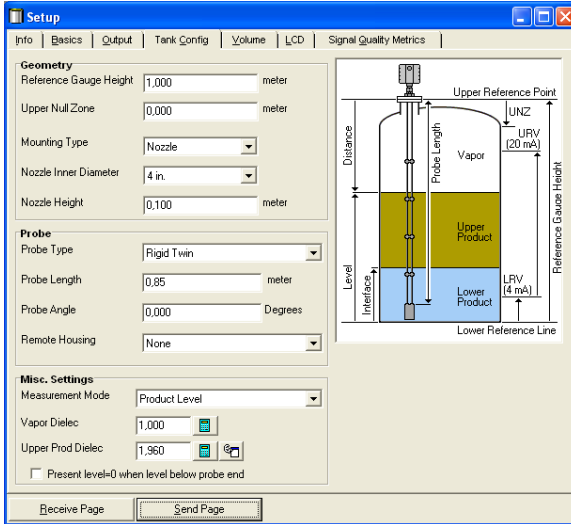 Setup
Info Basics Output Tank Config Volume LCD Signal Quality Metrics
Geometry
Reference Gauge Height 1,000 meter
Upper Null Zone 0,000 meter
Mounting Type Nozzle
Nozzle Inner Diameter 4 in.
Nozzle Height 0,100 meter
Probe
Probe Type Rigid Twin
Probe Length 0,85 meter
Probe Angle 0,000 Degrees
Remote Housing None
Misc. Settings
Measurement Mode Product Level
Vapor Dielec 1,000
Upper Prod Dielec 1,960
Present level=0 when level below probe end
Receive Page Send Page
Upper Reference Point
UNZ
URV
(20 mA)
Distance
Probe Length
Vapor
Reference Gauge Height
Upper
Product
Level
Interface
Lower
Product
LRV
(4 mA)
Lower Reference Line